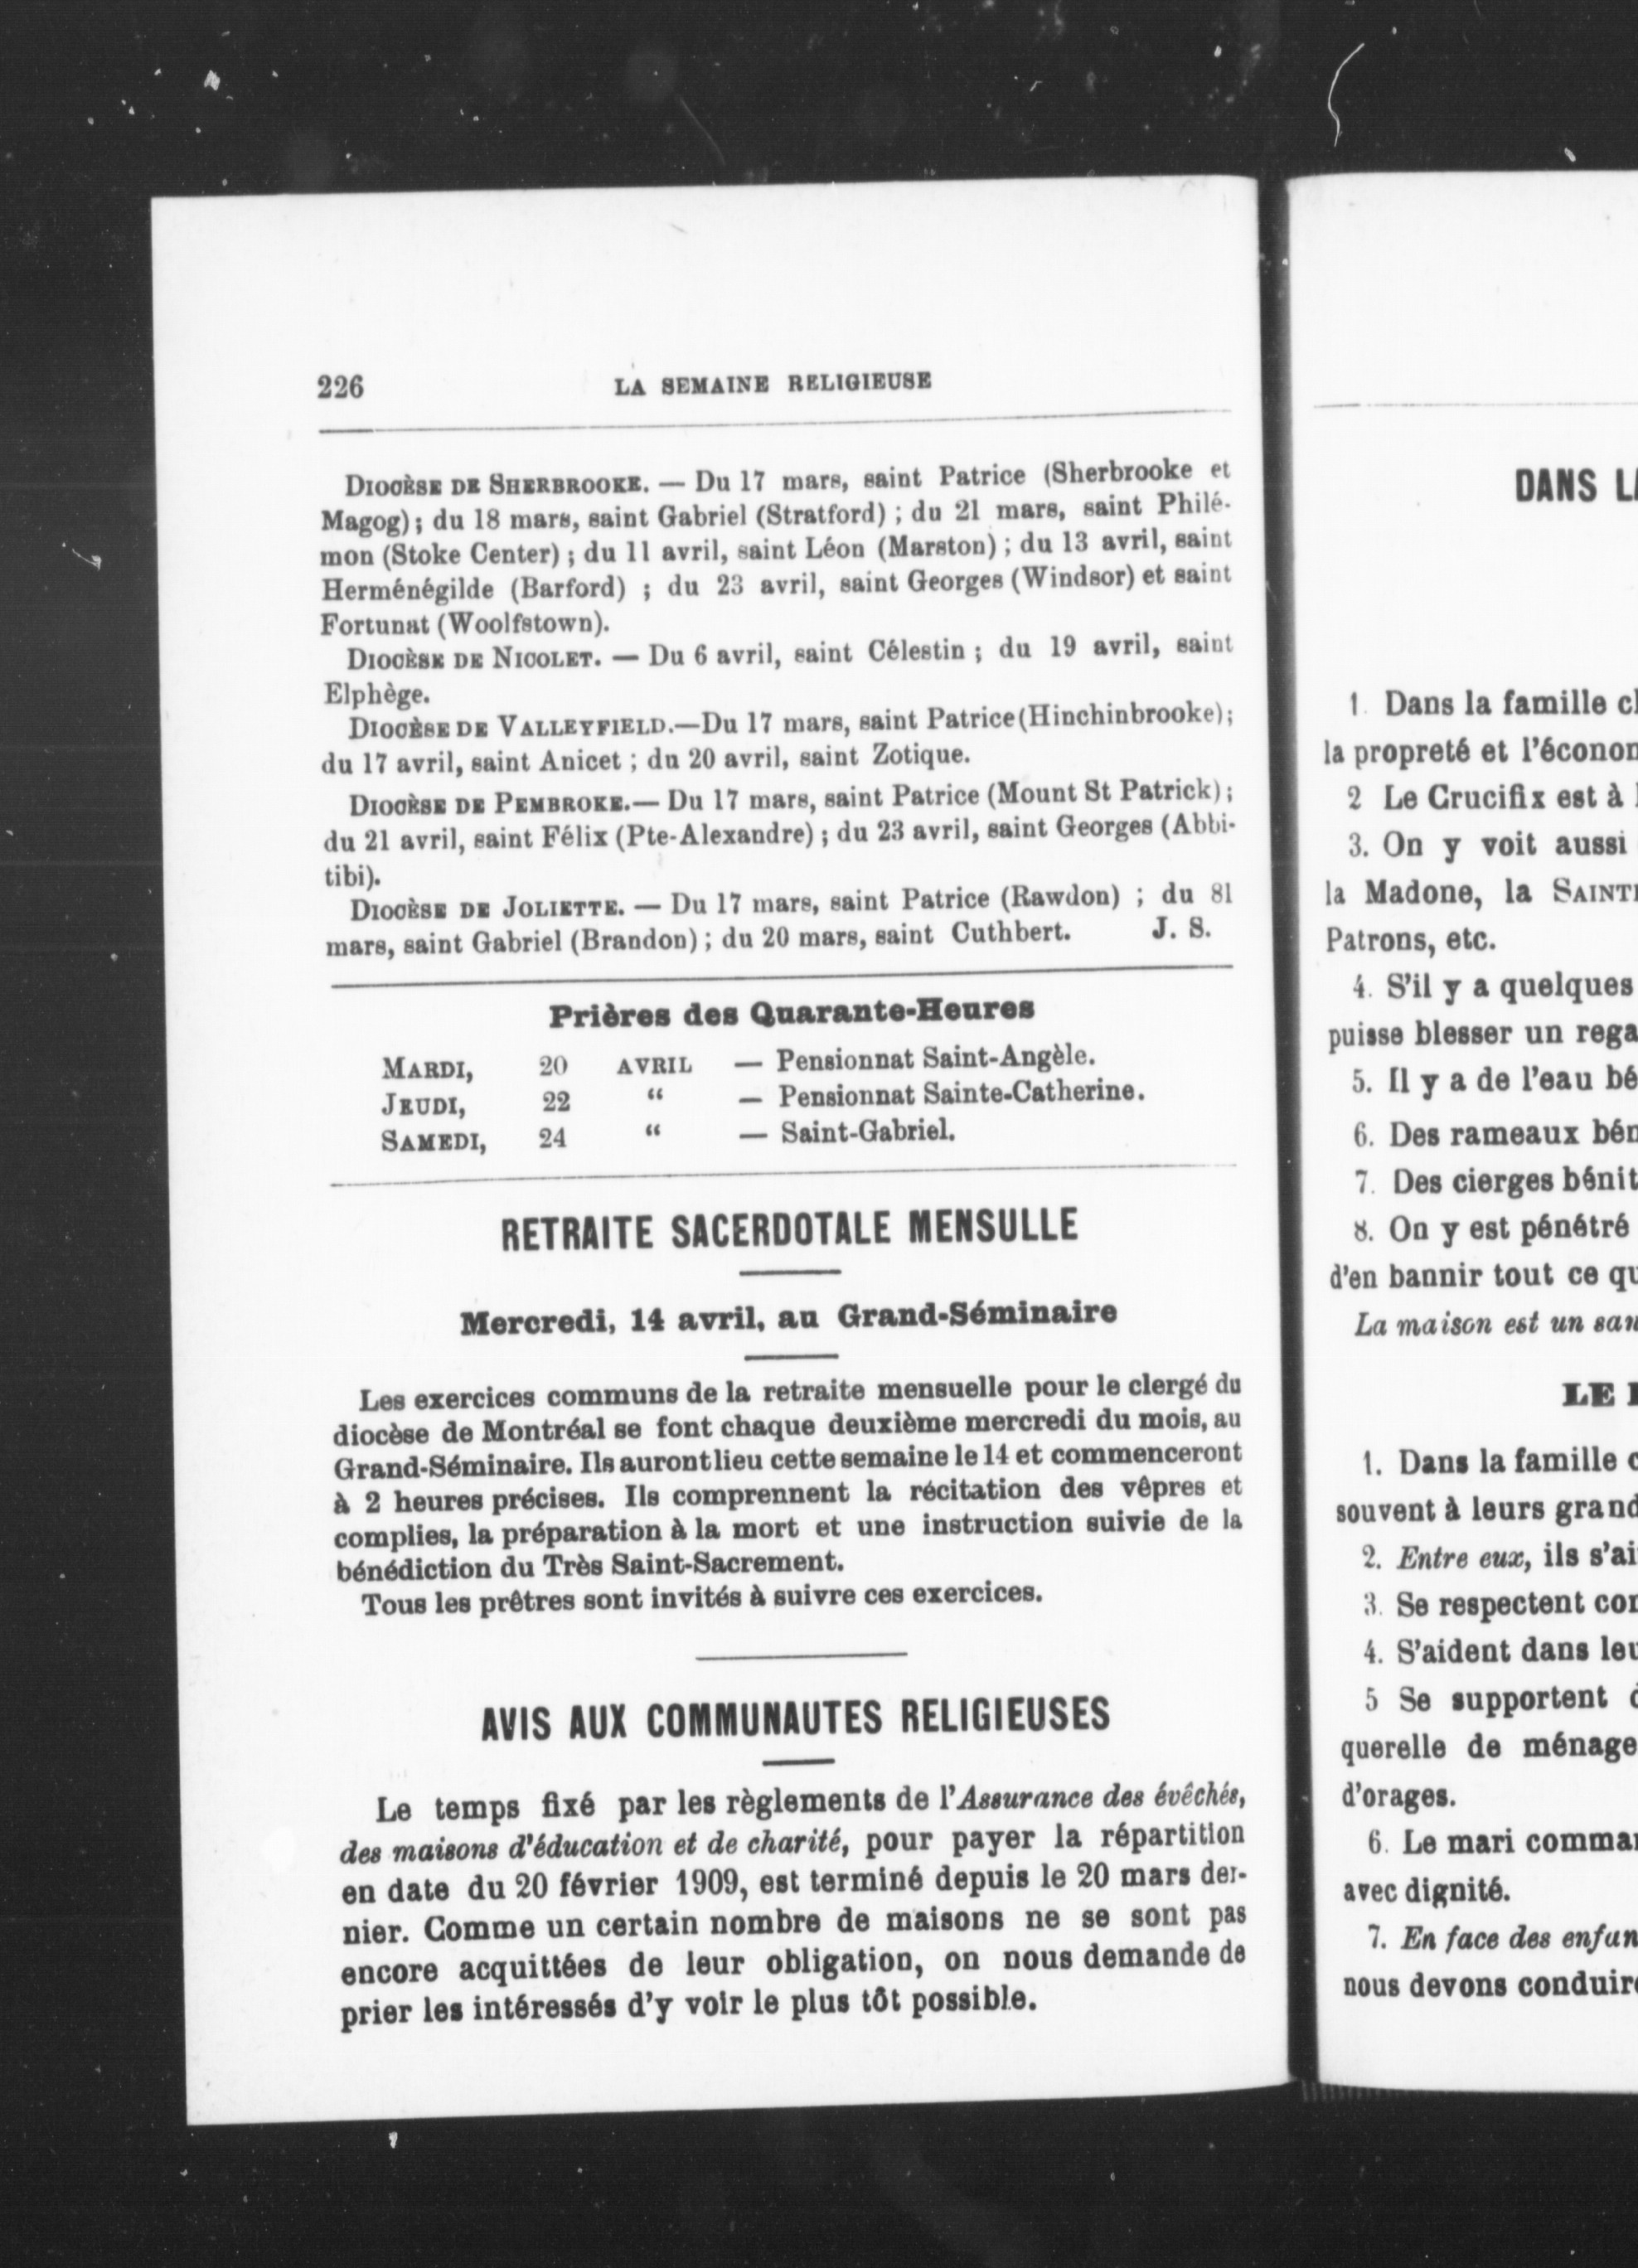 226 LA SEMAINE RELIGIEUSE
DIOCÈSE DE SHERBROOKE. — Du 17 mars, saint Patrice (Sherbrooke et
Magog) ; du 18 mars, saint Gabriel (Stratford) ; du 21 mars, saint Philé-
mon (Stoke Center) ; du 11 avril, saint Léon (Marston) ; du 13 avril, saint
Herménégilde (Barford) ; du 23 avril, saint Georges (Windsor) et saint
Fortunat (Woolfstown).
DIOCÈSE DE NICOLET. — Du 6 avril, saint Célestin ; du 19 avril, saint
Elphège.
DIOCÈSE DE VALLEYFIELD.—Du 17 mars, saint Patrice (Hinchinbrooke) ;
du 17 avril, saint Anicet ; du 20 avril, saint Zotique.
DIOCÈSE DE PEMBROKE.— Du 17 mars, saint Patrice (Mount St Patrick) ;
du 21 avril, saint Félix (Pte-Alexandre) ; du 23 avril, saint Georges (Abbi-
tibi).
DIOCÈSE DE JOLIETTE. — Du 17 mars, saint Patrice (Rawdon) ; du 81
mars, saint Gabriel (Brandon) ; du 20 mars, saint Cuthbert. J. S.
Prières des Quarante-Heures
MARDI, 20 AVRIL — Pensionnat Saint-Angèle.
JEUDI, 22 “ — Pensionnat Sainte-Catherine.
SAMEDI, 24 “ — Saint-Gabriel.
RETRAITE SACERDOTALE MENSULLE
Mercredi, 14 avril, au Grand-Séminaire
Les exercices communs de la retraite mensuelle pour le clergé du
diocèse de Montréal se font chaque deuxième mercredi du mois, au
Grand-Séminaire. Ils auront lieu cette semaine le 14 et commenceront
à 2 heures précises. Ils comprennent la récitation des vêpres et
complies, la préparation à la mort et une instruction suivie de la
bénédiction du Très Saint-Sacrement.
Tous les prêtres sont invités à suivre ces exercices.
AVIS AUX COMMUNAUTES RELIGIEUSES
Le temps fixé par les règlements de l'Assurance des évêchés,
des maisons d'éducation et de charité, pour payer la répartition
en date du 20 février 1909, est terminé depuis le 20 mars der-
nier. Comme un certain nombre de maisons ne se sont pas
encore acquittées de leur obligation, on nous demande de
prier les intéressés d'y voir le plus tôt possible.
DANS
1. Dans la famille
la propreté et
2 Le Crucifix est à
3. On y voit aussi
la Madone, la
Patrons, etc.
4. S'il y a quelques
puisse blesser un
5. Il y a de l'eau
6. Des rameaux
7. Des cierges
8. On y est pénétré
d'en bannir tout ce
La maison est un
LE
1. Dans la famille
souvent à leurs
2. Entre eux, ils
3. Se respectent
4. S'aident dans
5 Se supportent
querelle de ménage
d'orages.
6. Le mari
avec dignité.
7. En face des
nous devons